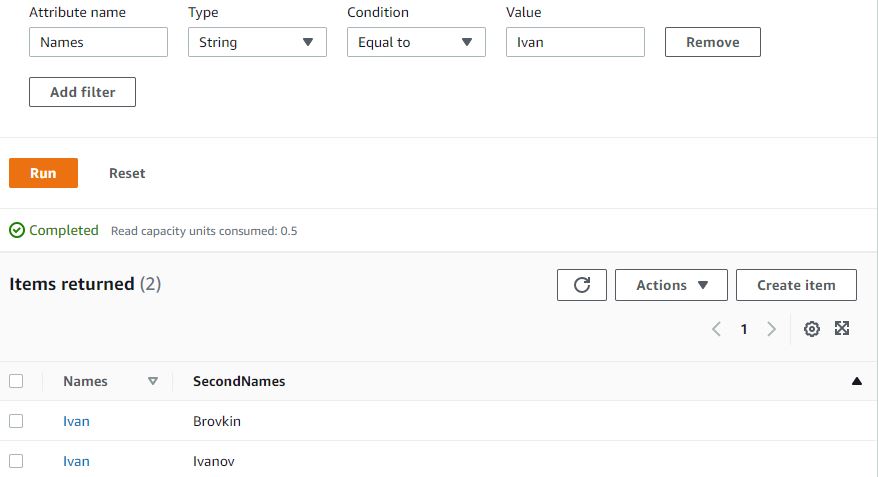 Attribute name Type Condition Value
Names String Equal to Ivan Remove
Add filter
Run Reset
Completed Read capacity units consumed: 0.5
Items returned (2) Actions Create item
1
Names SecondNames
Ivan Brovkin
Ivan Ivanov